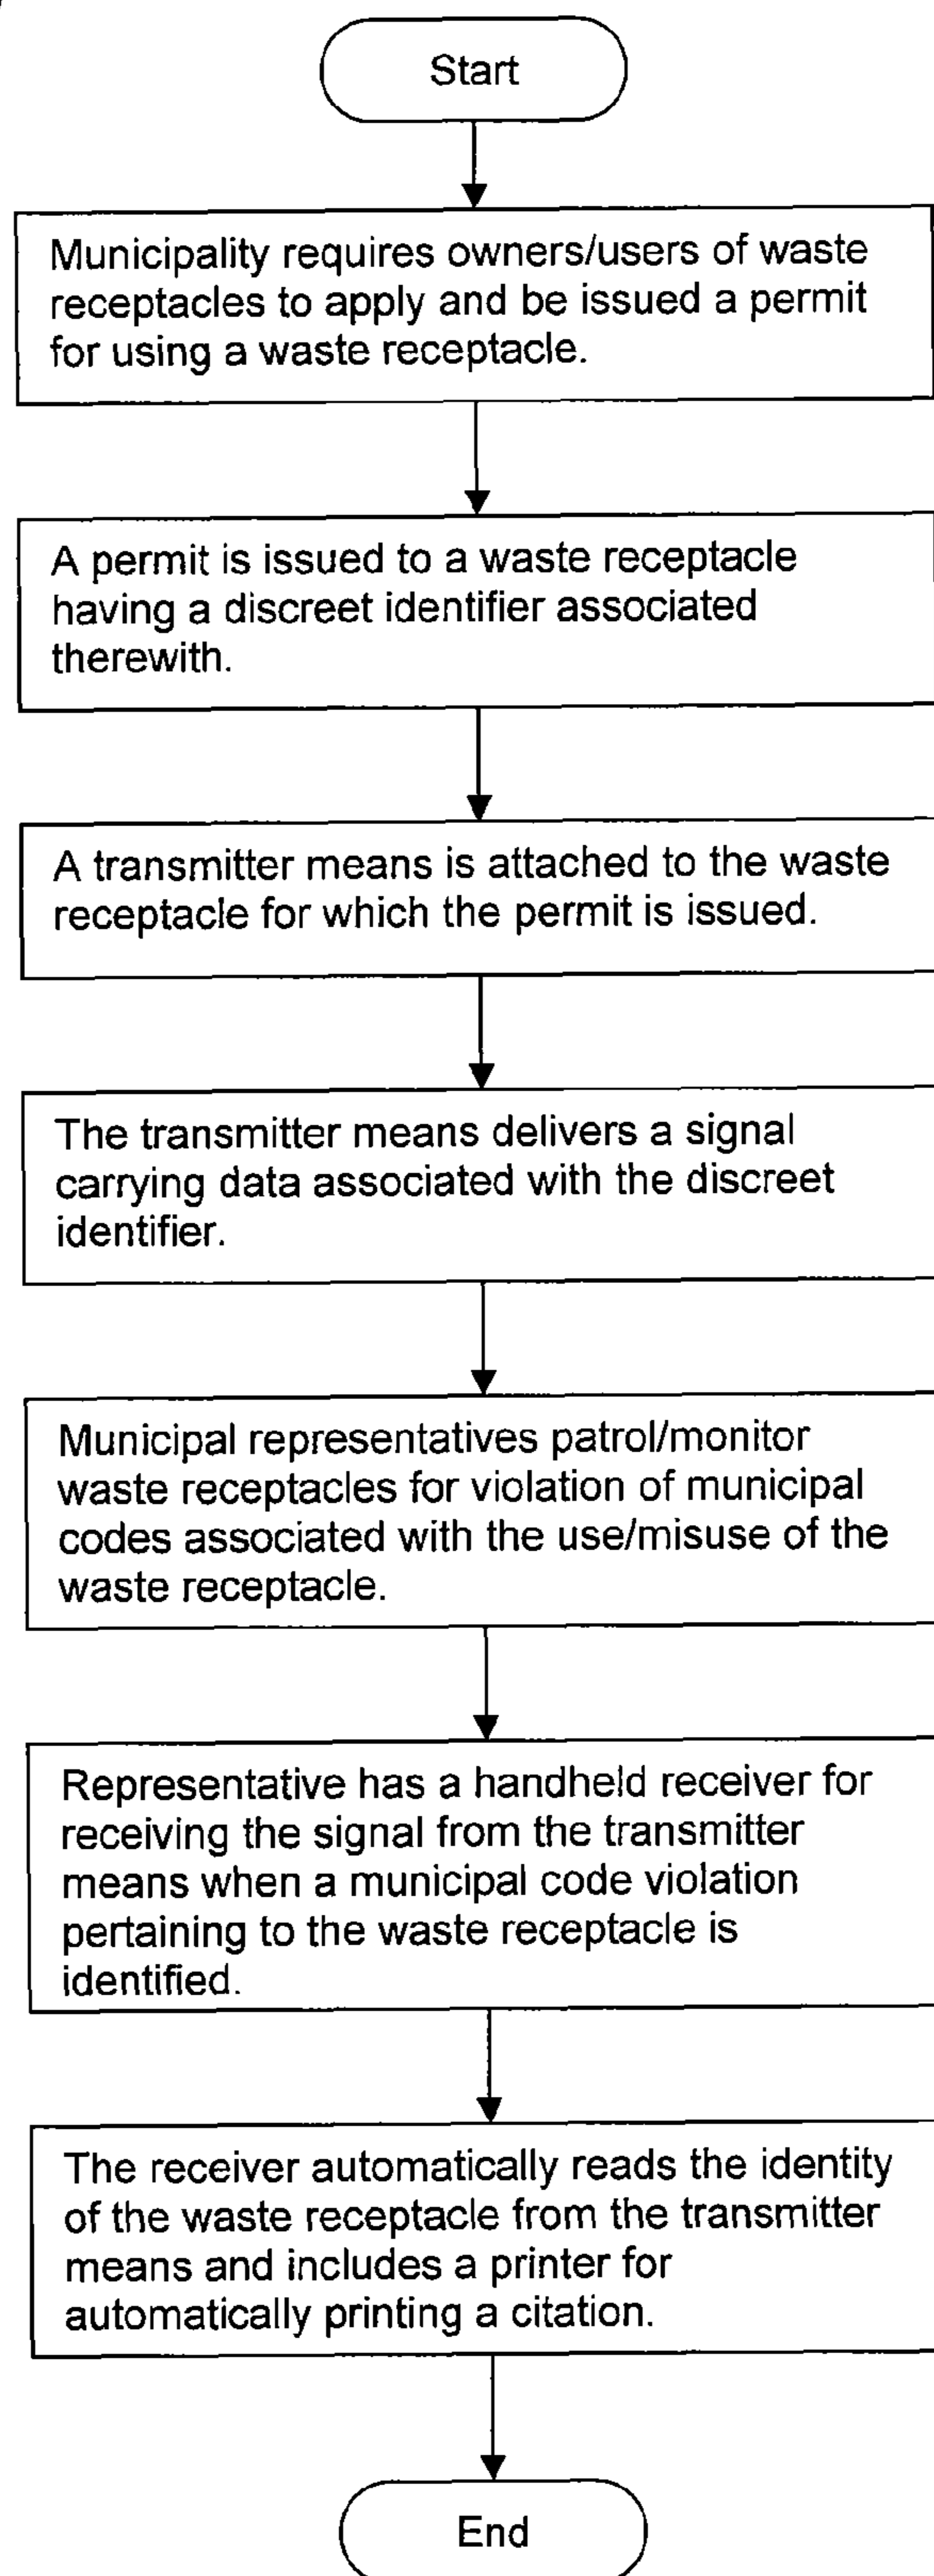 Start
Municipality requires owners/users of waste
receptacles to apply and be issued a permit
for using a waste receptacle.
A permit is issued to a waste receptacle
having a discreet identifier associated
therewith.
A transmitter means is attached to the waste
receptacle for which the permit is issued.
The transmitter means delivers a signal
carrying data associated with the discreet
identifier.
Municipal representatives patrol/monitor
waste receptacles for violation of municipal
codes associated with the use/misuse of the
waste receptacle.
Representative has a handheld receiver for
receiving the signal from the transmitter
means when a municipal code violation
pertaining to the waste receptacle is
identified.
The receiver automatically reads the identity
of the waste receptacle from the transmitter
means and includes a printer for
automatically printing a citation.
End